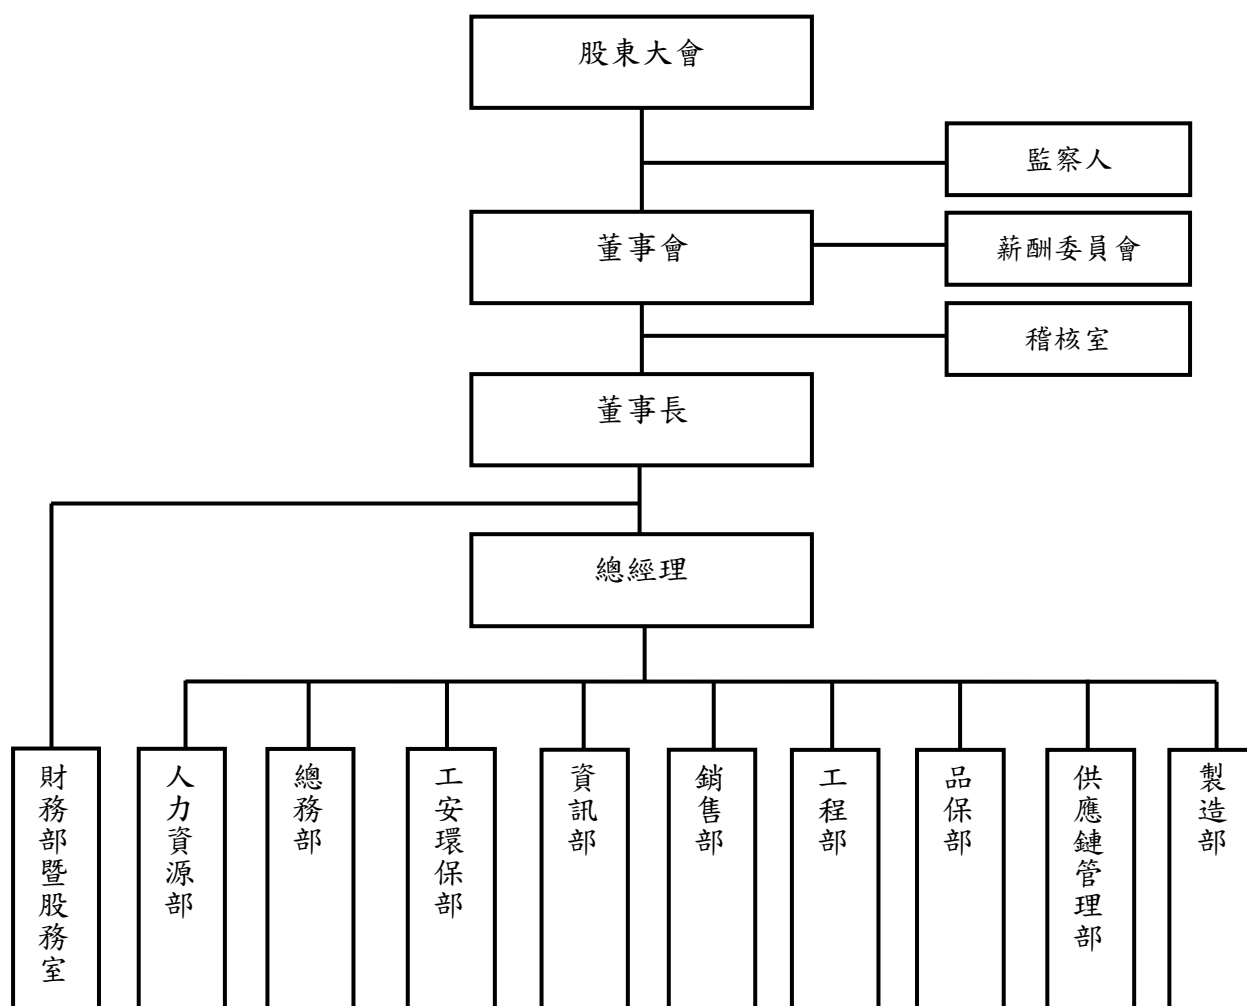 股東大會
監察人
董事會
薪酬委員會
稽核室
董事長
總經理
財務部暨股務室
人力資源部
總務部
工安環保部
資訊部
銷售部
工程部
品保部
供應鏈管理部
製造部